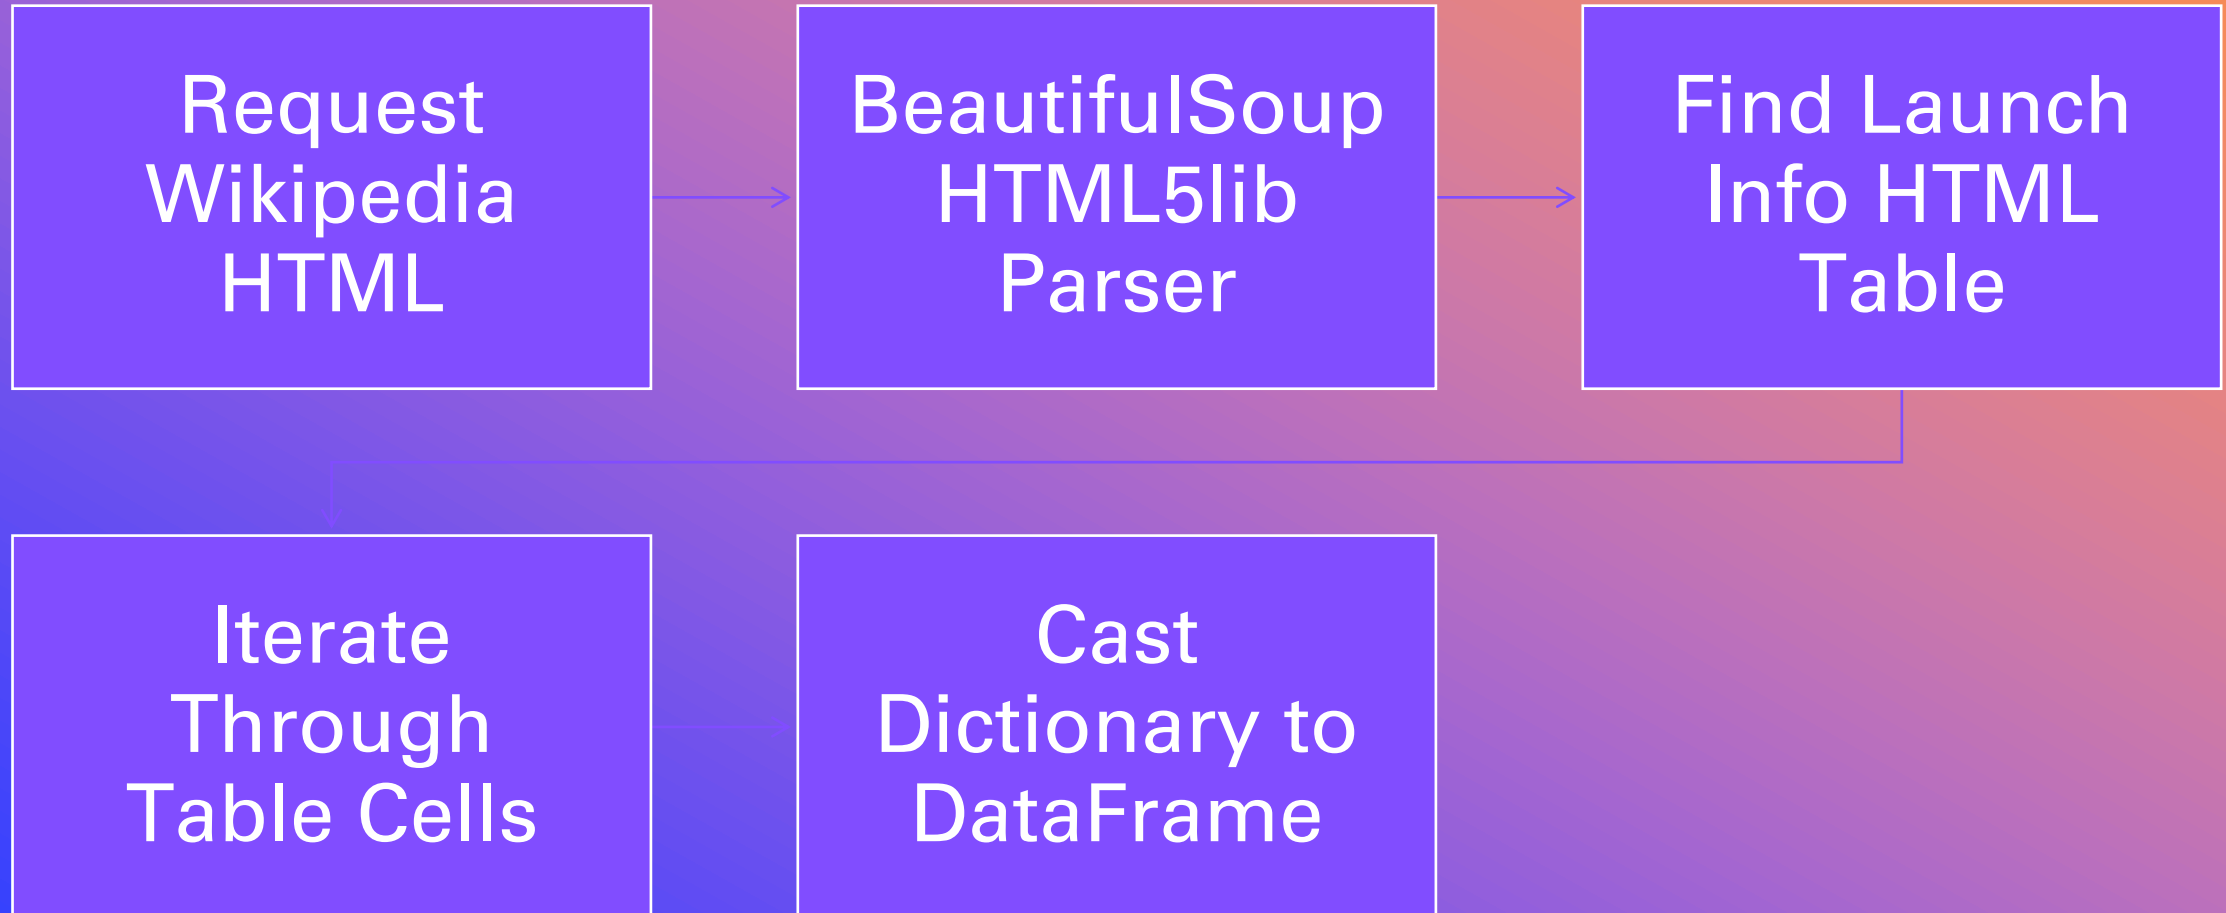 Request
Wikipedia
HTML
BeautifulSoup
HTML5lib
Parser
Find Launch
Info HTML
Table
Iterate
Through
Table Cells
Cast
Dictionary to
DataFrame